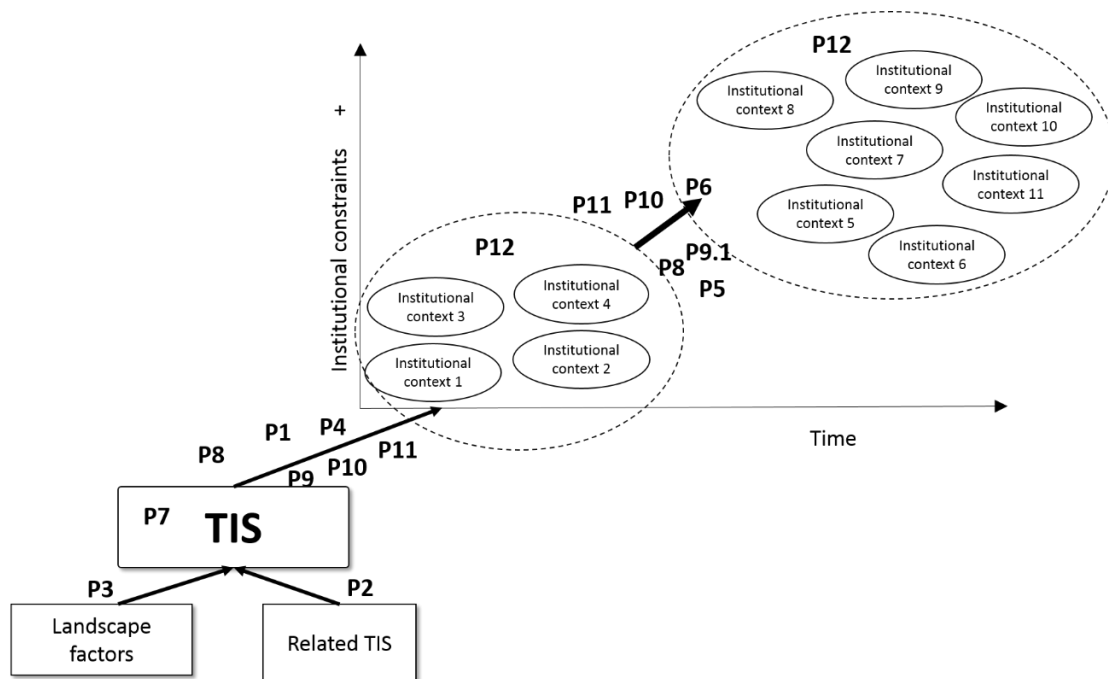 P12
Institutional
context 9
Institutional
context 8
Institutional
context 10
Institutional
context 7
Institutional
context 11
Institutional
context 5
Institutional
context 6
Institutional constraints +
P11
P10
P6
P12
P8
P9.1
P5
Institutional
context 3
Institutional
context 4
Institutional
context 1
Institutional
context 2
Time
P1
P4
P8
P11
P10
P9
P7
TIS
P3
P2
Landscape
factors
Related TIS